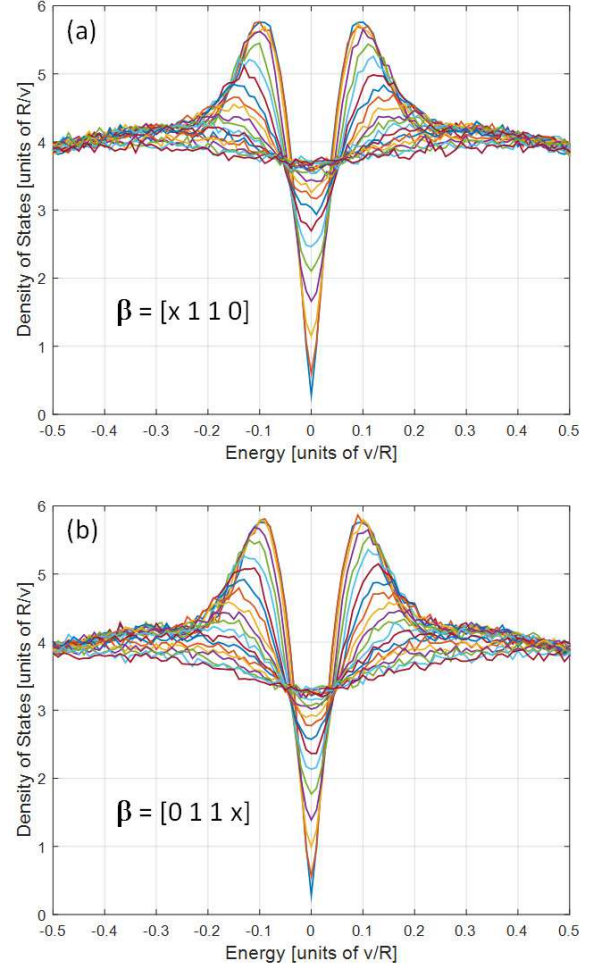 (a)
6
5
4
3
2
1
0
Density of States [units of R/v]
β = [x 1 1 0]
-0.5 -0.4 -0.3 -0.2 -0.1 0 0.1 0.2 0.3 0.4 0.5
Energy [units of v/R]
(b)
6
5
4
3
2
1
0
Density of States [units of R/v]
β = [0 1 1 x]
-0.5 -0.4 -0.3 -0.2 -0.1 0 0.1 0.2 0.3 0.4 0.5
Energy [units of v/R]